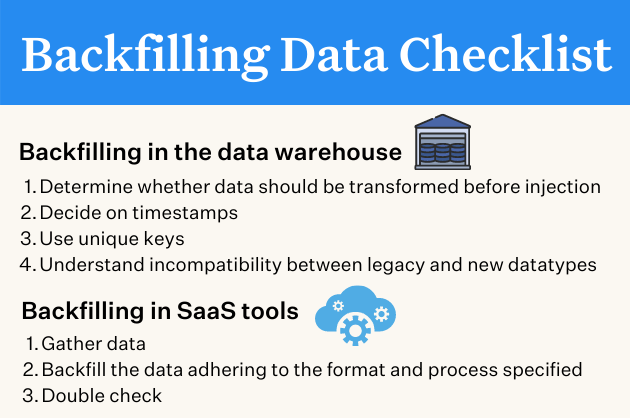 Backfilling Data Checklist
Backfilling in the data warehouse
1. Determine whether data should be transformed before injection
2. Decide on timestamps
3. Use unique keys
4. Understand incompatibility between legacy and new datatypes
Backfilling in SaaS tools
1. Gather data
2. Backfill the data adhering to the format and process specified
3. Double check